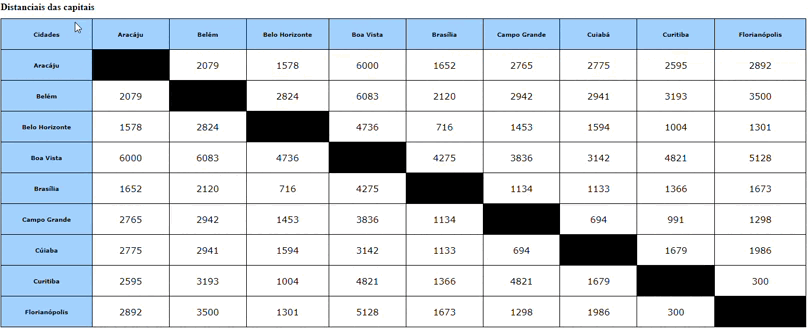 Distanciais das capitais
Cidades Aracáju Belém Belo Horizonte Boa Vista Brasília Campo Grande Cuiabá Curitiba Florianópolis
Aracáju 2079 1578 6000 1652 2765 2775 2595 2892
Belém 2079 2824 6083 2120 2942 2941 3193 3500
Belo Horizonte 1578 2824 4736 716 1453 1594 1004 1301
Boa Vista 6000 6083 4736 4275 3836 3142 4821 5128
Brasília 1652 2120 716 4275 1134 1133 1366 1673
Campo Grande 2765 2942 1453 3836 1134 694 991 1298
Cúiaba 2775 2941 1594 3142 1133 694 1679 1986
Curitiba 2595 3193 1004 4821 1366 4821 1679 300
Florianópolis 2892 3500 1301 5128 1673 1298 1986 300